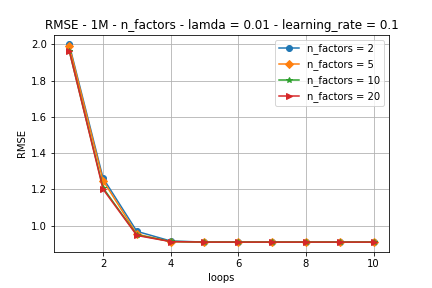 RMSE - 1M - n_factors - lamda = 0.01 - learning_rate = 0.1
2.0
1.8
1.6
1.4
1.2
1.0
RMSE
n_factors = 2
n_factors = 5
n_factors = 10
n_factors = 20
2
4
6
8
10
loops